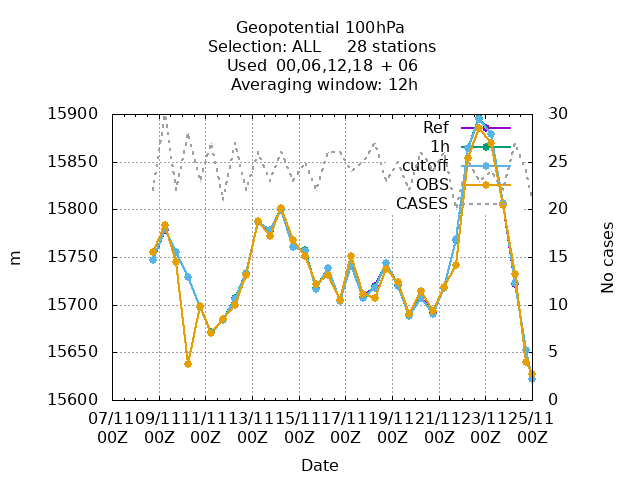 Geopotential 100hPa
Selection: ALL 28 stations
Used 00,06,12,18 + 06
Averaging window: 12h
15900
15850
15800
15750
15700
15650
15600
30
25
20
15
10
5
0
Ref
1h
cutoff
OBS
CASES
m
No cases
07/11 09/11 11/11 13/11 15/11 17/11 19/11 21/11 23/11 25/11
00Z 00Z 00Z 00Z 00Z 00Z 00Z 00Z 00Z 00Z
Date